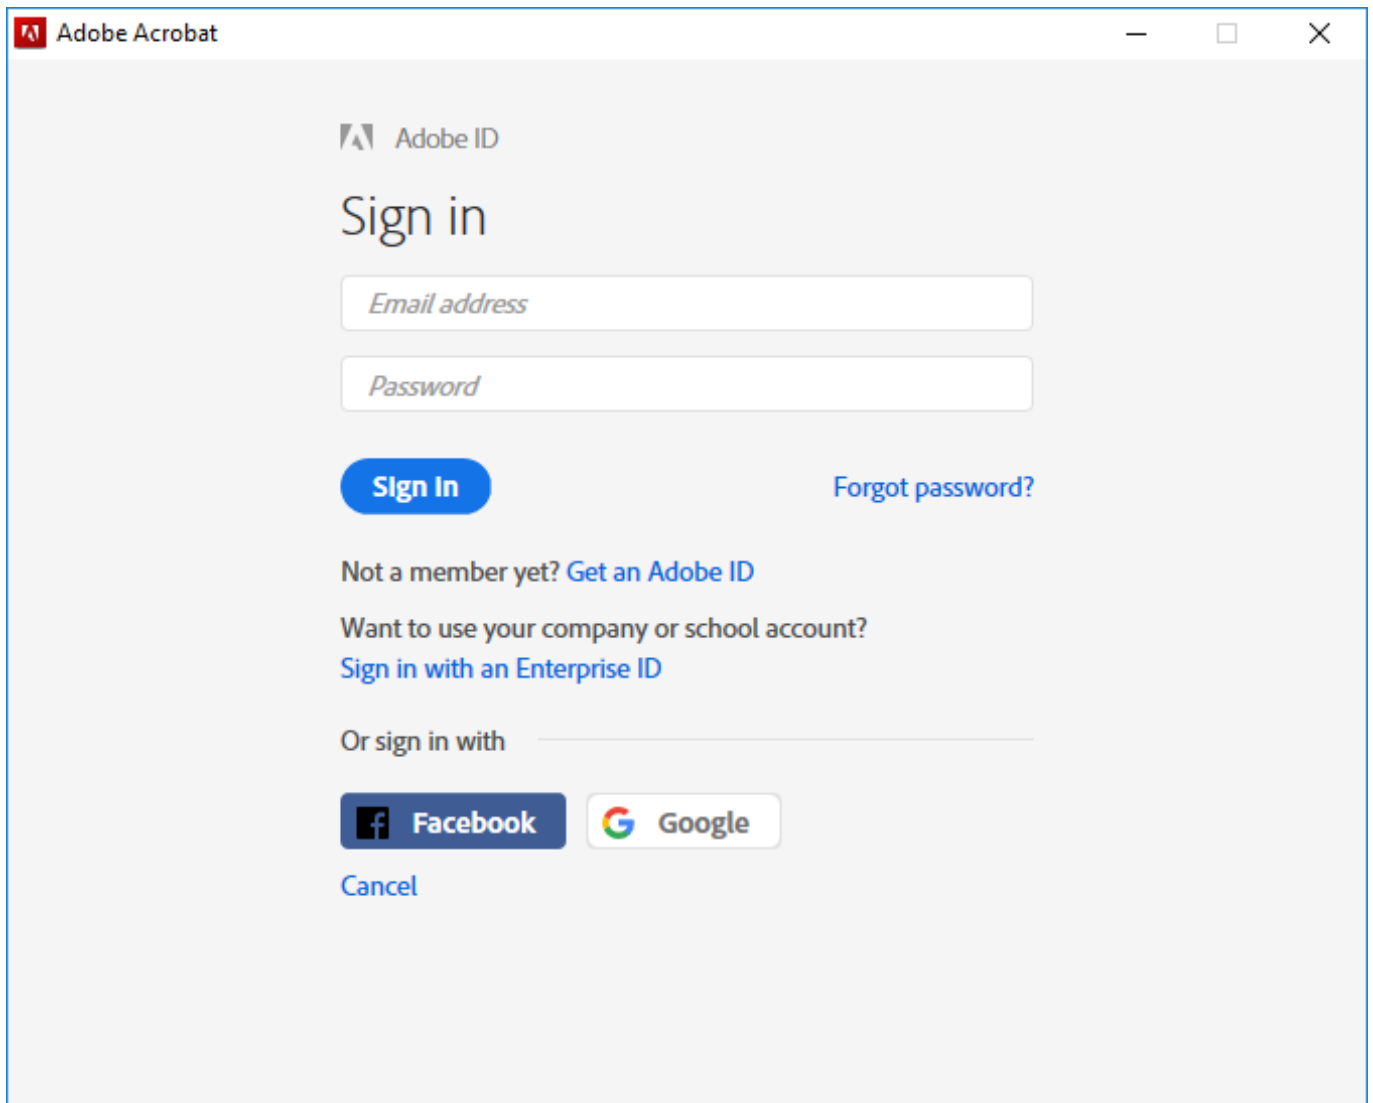 Adobe Acrobat
Adobe ID
Sign in
Email address
Password
Sign in
Forgot password?
Not a member yet? Get an Adobe ID
Want to use your company or school account?
Sign in with an Enterprise ID
Or sign in with
Facebook
Google
Cancel